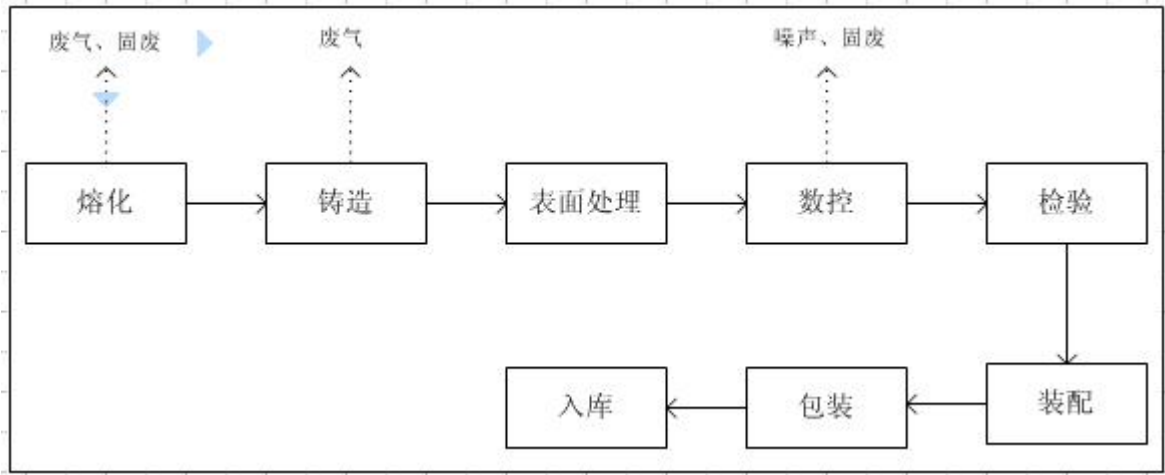 废气、固废
废气
噪声、固废
熔化
铸造
表面处理
数控
检验
入库
包装
装配